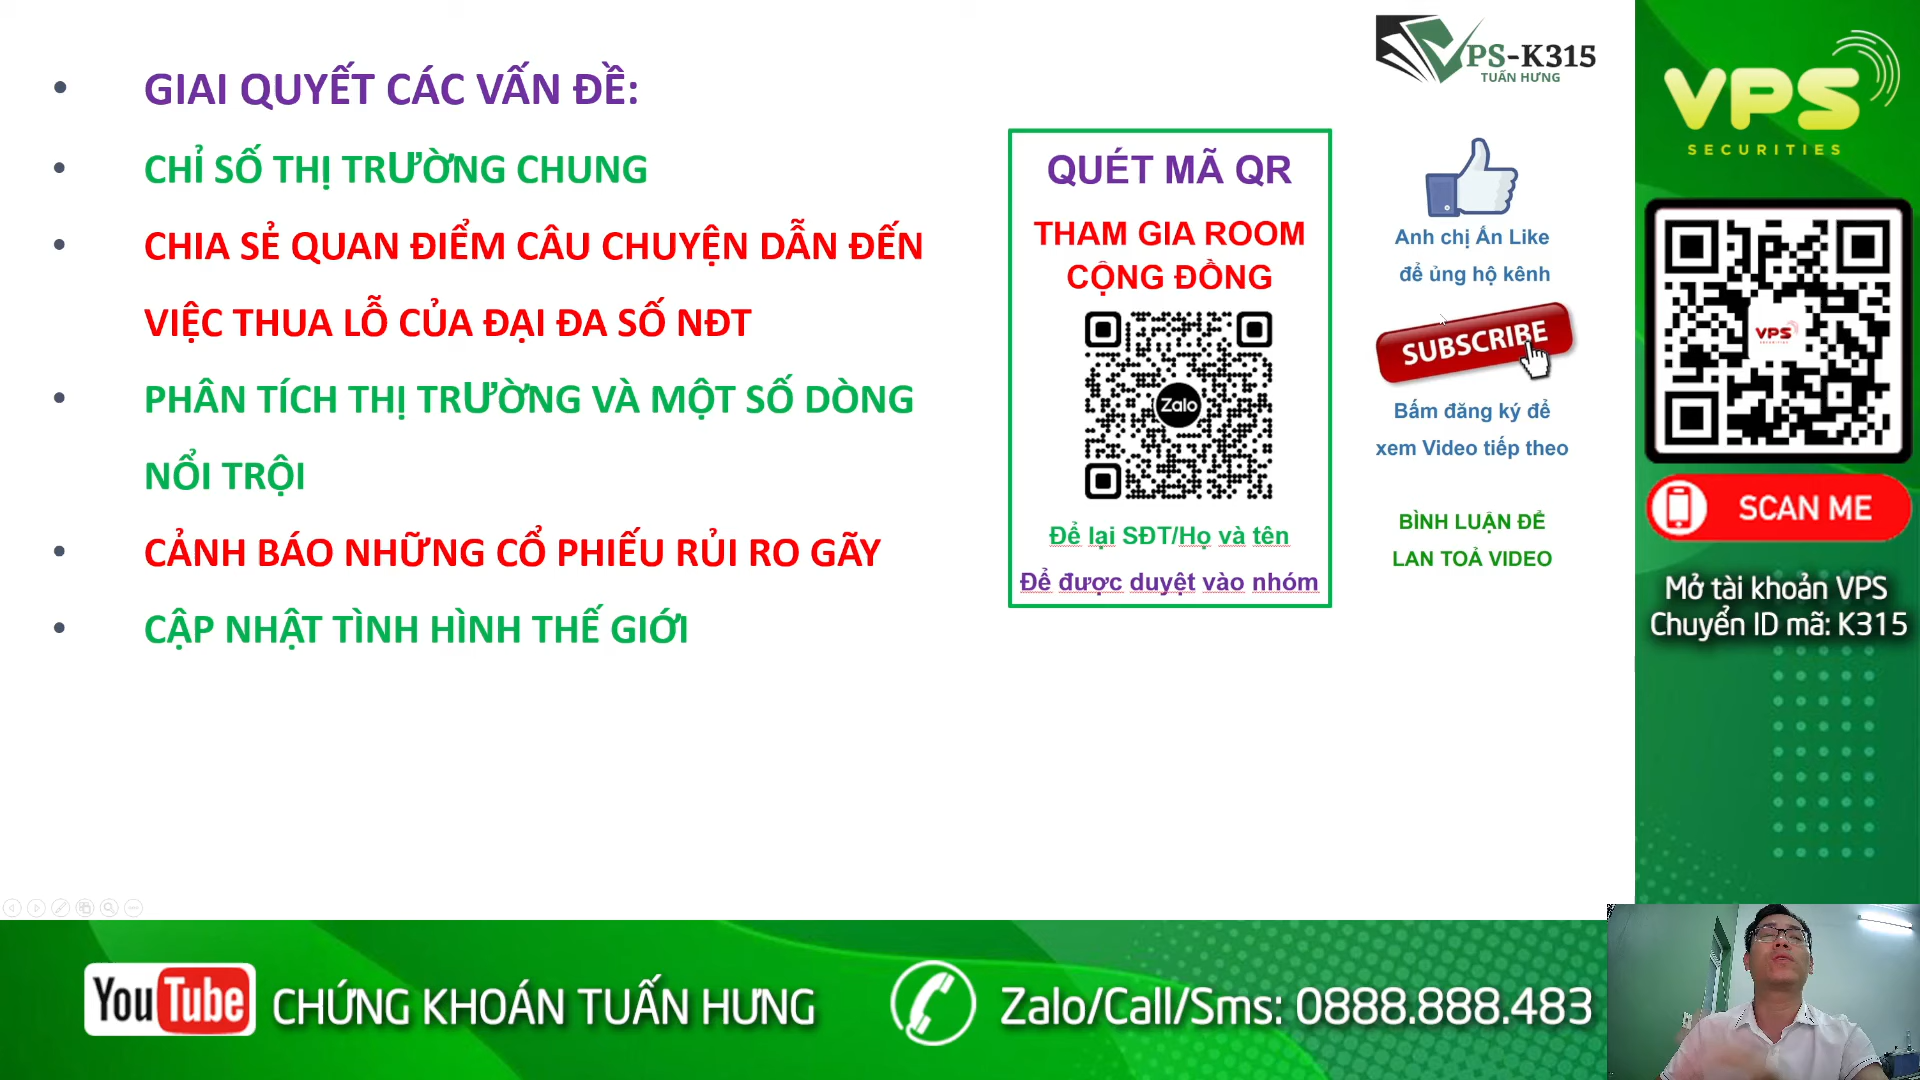 GIAI QUYẾT CÁC VẤN ĐỀ:
CHỈ SỐ THỊ TRƯỜNG CHUNG
CHIA SẺ QUAN ĐIỂM CÂU CHUYỆN DẪN ĐẾN
VIỆC THUA LỖ CỦA ĐẠI ĐA SỐ NĐT
PHÂN TÍCH THỊ TRƯỜNG VÀ MỘT SỐ DÒNG
NỔI TRỘI
CẢNH BÁO NHỮNG CỔ PHIẾU RỦI RO GÃY
CẬP NHẬT TÌNH HÌNH THẾ GIỚI
QUÉT MÃ QR
THAM GIA ROOM
CỘNG ĐỒNG
Zalo
Để lại SĐT/Họ và tên
Để được duyệt vào nhóm
VPS-K315
TUẤN HƯNG
Anh chị Ấn Like
để ủng hộ kênh
SUBSCRIBE
Bấm đăng ký để
xem Video tiếp theo
BÌNH LUẬN ĐỂ
LAN TOẢ VIDEO
VPS
SECURITIES
VPS
SCAN ME
Mở tài khoản VPS
Chuyển ID mã: K315
YouTube CHỨNG KHOÁN TUẤN HƯNG
Zalo/Call/Sms: 0888.888.483